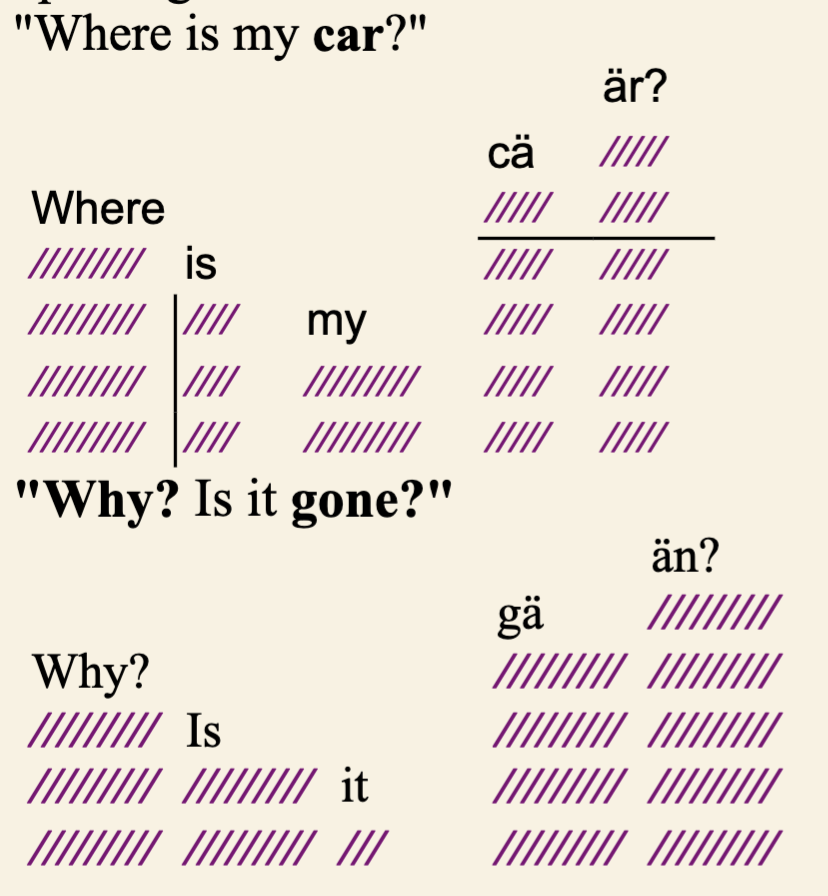 "Where is my car?"
Where
is
my
cä
är?
"Why? Is it gone?"
Why?
Is
it
gä
än?